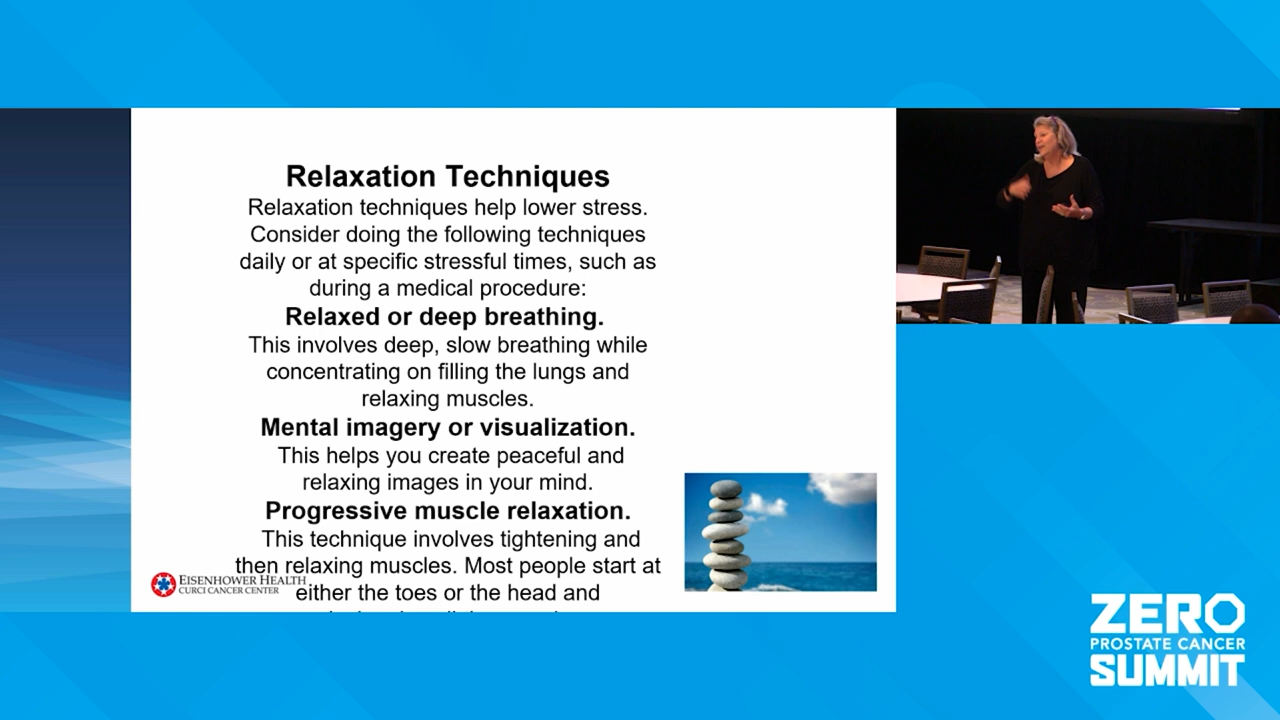 Relaxation Techniques
Relaxation techniques help lower stress.
Consider doing the following techniques
daily or at specific stressful times, such as
during a medical procedure:
Relaxed or deep breathing.
This involves deep, slow breathing while
concentrating on filling the lungs and
relaxing muscles.
Mental imagery or visualization.
This helps you create peaceful and
relaxing images in your mind.
Progressive muscle relaxation.
This technique involves tightening and
then relaxing muscles. Most people start at
either the toes or the head and
EISENHOWER HEALTH
CURCI CANCER CENTER
ZERO
PROSTATE CANCER
SUMMIT